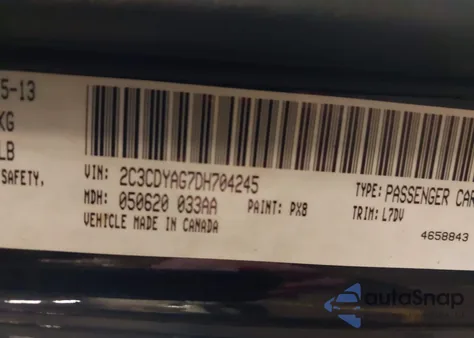 5-13
KG
LB
SAFETY,
VIN: 2C3CDYAG7DH704245
TYPE: PASSENGER CAR
MDH: 050620 033AA
PAINT: PX8
TRIM: L7DV
VEHICLE MADE IN CANADA
4658843
autoSnap